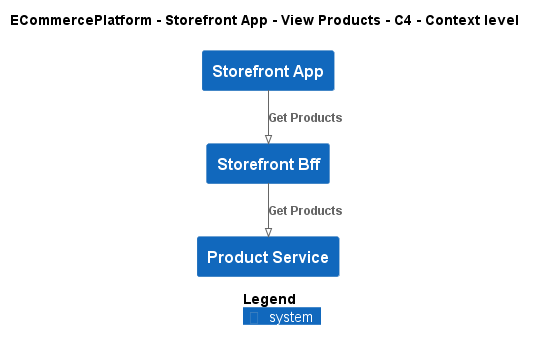 ECommercePlatform - Storefront App - View Products - C4 - Context level
Storefront App
Get Products
Storefront Bff
Get Products
Product Service
Legend
system